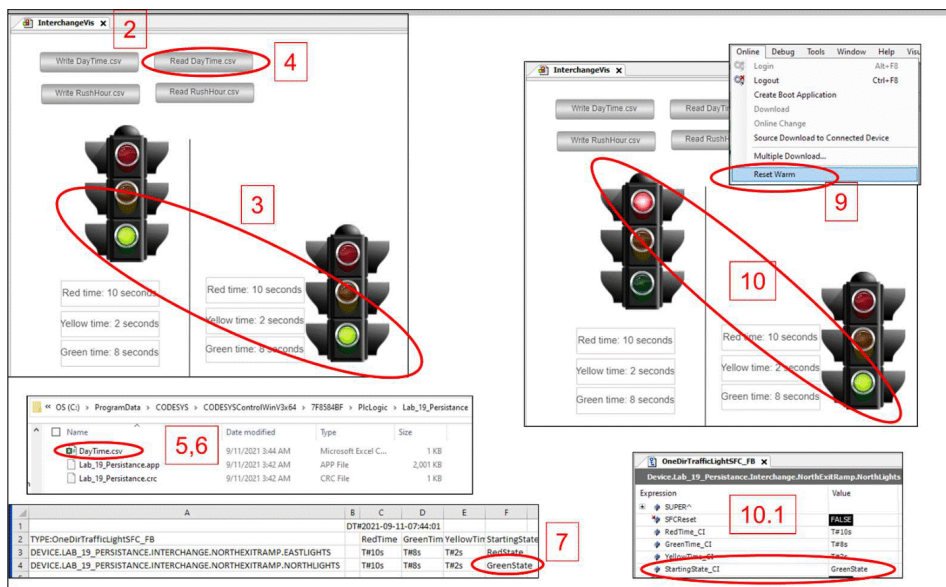 InterchangeVis X
2
Write DayTime.csv
Read DayTime.csv
4
Write RushHour.csv
Read RushHour.csv
3
Red time: 10 seconds
Yellow time: 2 seconds
Green time: 8 seconds
Red time: 10 seconds
Yellow time: 2 seconds
Green time: 8 seconds
InterchangeVis X
Write DayTime.csv
Read DayTim
Write RushHour.csv
Read RushH
Online Debug Tools Window Help Visu
Login Alt+F8
Logout Ctrl+F8
Create Boot Application
Download
Online Change
Source Download to Connected Device
Multiple Download...
Reset Warm
9
10
Red time: 10 seconds
Yellow time: 2 seconds
Green time: 8 seconds
Red time: 10 seconds
Yellow time: 2 seconds
Green time: 8 seconds
« OS (C:) › ProgramData › CODESYS › CODESYSControlWinV3x64 › 7F8584BF › PlcLogic › Lab_19_Persistance
Name Date modified Type Size
DayTime.csv 9/11/2021 3:44 AM Microsoft Excel C... 1 KB
Lab_19_Persistance.app 9/11/2021 3:42 AM APP File 2,001 KB
Lab_19_Persistance.crc 9/11/2021 3:42 AM CRC File 1 KB
5,6
A B C D E F
1 DT#2021-09-11-07:44:01
2 TYPE:OneDirTrafficLightSFC_FB RedTime GreenTim YellowTim StartingState
3 DEVICE.LAB_19_PERSISTANCE.INTERCHANGE.NORTHEXITRAMP.EASTLIGHTS T#10s T#8s T#2s RedState
4 DEVICE.LAB_19_PERSISTANCE.INTERCHANGE.NORTHEXITRAMP.NORTHLIGHTS T#10s T#8s T#2s GreenState
7
OneDirTrafficLightSFC_FB X
Device.Lab_19_Persistance.Interchange.NorthExitRamp.NorthLights
Expression Value
SUPER^
SFCReset FALSE
RedTime_CI T#10s
GreenTime_CI T#8s
YellowTime_CI T#2s
StartingState_CI GreenState
10.1